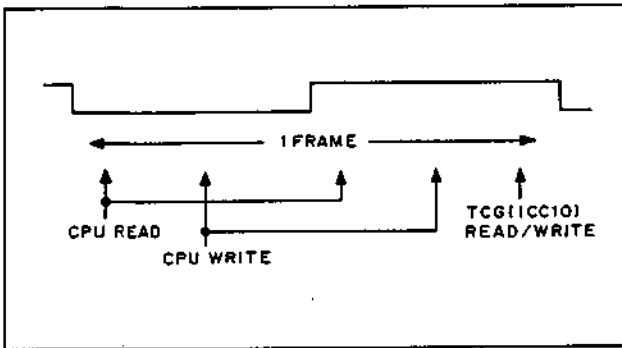 1 FRAME
CPU READ
CPU WRITE
TCG(ICC10)
READ/WRITE